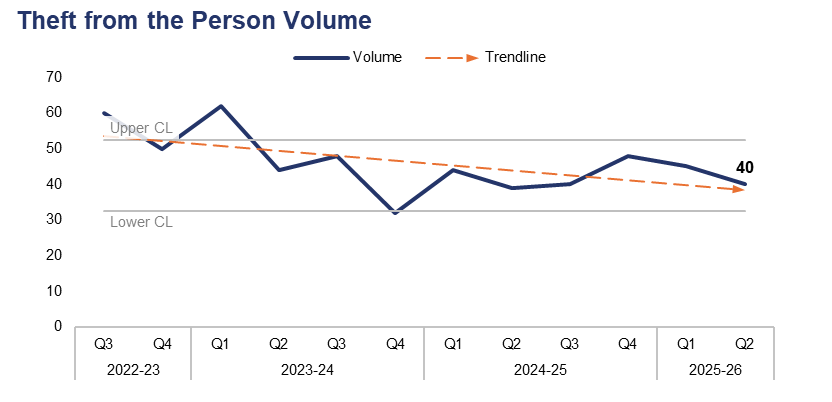 Theft from the Person Volume
Volume Trendline
70
60
Upper CL
50
40
40
30
Lower CL
20
10
0
Q3 Q4 Q1 Q2 Q3 Q4 Q1 Q2 Q3 Q4 Q1 Q2
2022-23 2023-24 2024-25 2025-26